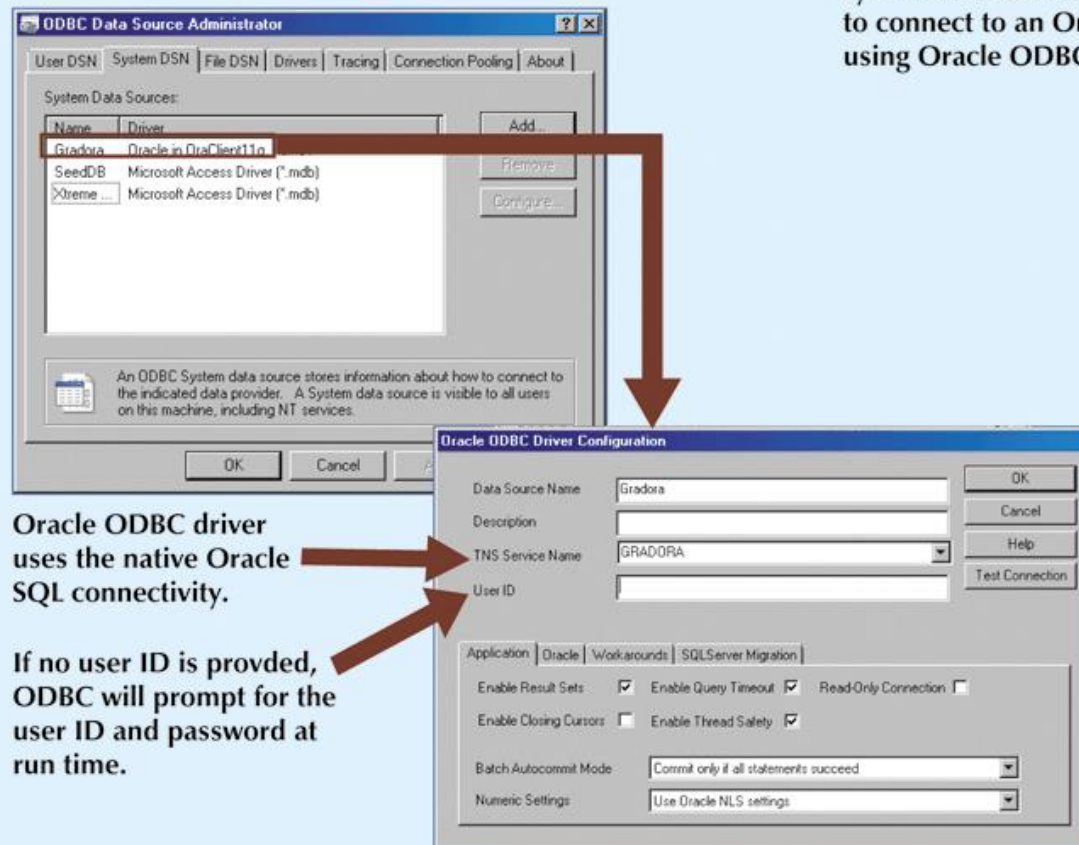 to connect to an
using Oracle
ODBC Data Source Administrator
User DSN System DSN File DSN Drivers Tracing Connection Pooling About
System Data Sources:
Name Driver
Gradora Oracle in OraClient11g
SeedDB Microsoft Access Driver (*.mdb)
Xtreme ... Microsoft Access Driver (*.mdb)
Add...
Remove
Configure...
An ODBC System data source stores information about how to connect to
the indicated data provider. A System data source is visible to all users
on this machine, including NT services.
OK Cancel
Oracle ODBC driver
uses the native Oracle
SQL connectivity.
If no user ID is provded,
ODBC will prompt for the
user ID and password at
run time.
Oracle ODBC Driver Configuration
Data Source Name Gradora
Description
TNS Service Name GRADORA
User ID
OK
Cancel
Help
Test Connection
Application Oracle Workarounds SQLServer Migration
Enable Result Sets Enable Query Timeout Read-Only Connection
Enable Closing Cursors Enable Thread Safety
Batch Autocommit Mode Commit only if all statements succeed
Numeric Settings Use Oracle NLS settings